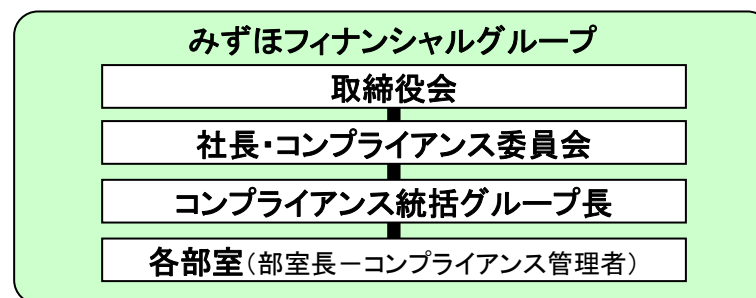 みずほフィナンシャルグループ
取締役会
社長・コンプライアンス委員会
コンプライアンス統括グループ長
各部室（部室長－コンプライアンス管理者）